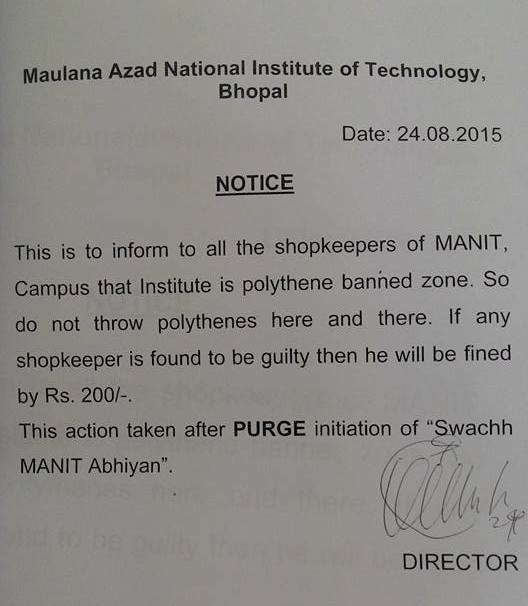 Maulana Azad National Institute of Technology,
Bhopal
Date: 24.08.2015
NOTICE
This is to inform to all the shopkeepers of MANIT,
Campus that Institute is polythene banned zone. So
do not throw polythenes here and there. If any
shopkeeper is found to be guilty then he will be fined
by Rs. 200/-.
This action taken after PURGE initiation of “Swachh
MANIT Abhiyan”.
DIRECTOR